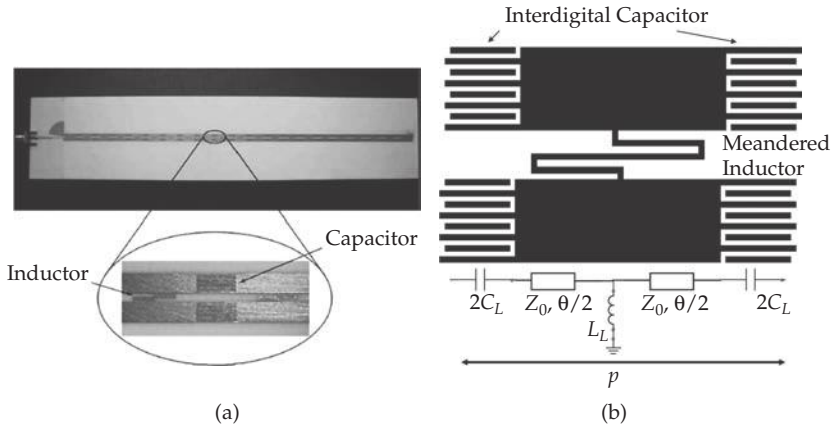 Interdigital Capacitor
Meandered
Inductor
Capacitor
Inductor
2C_L
Z_0, θ/2
Z_0, θ/2
2C_L
L_L
p
(a)
(b)